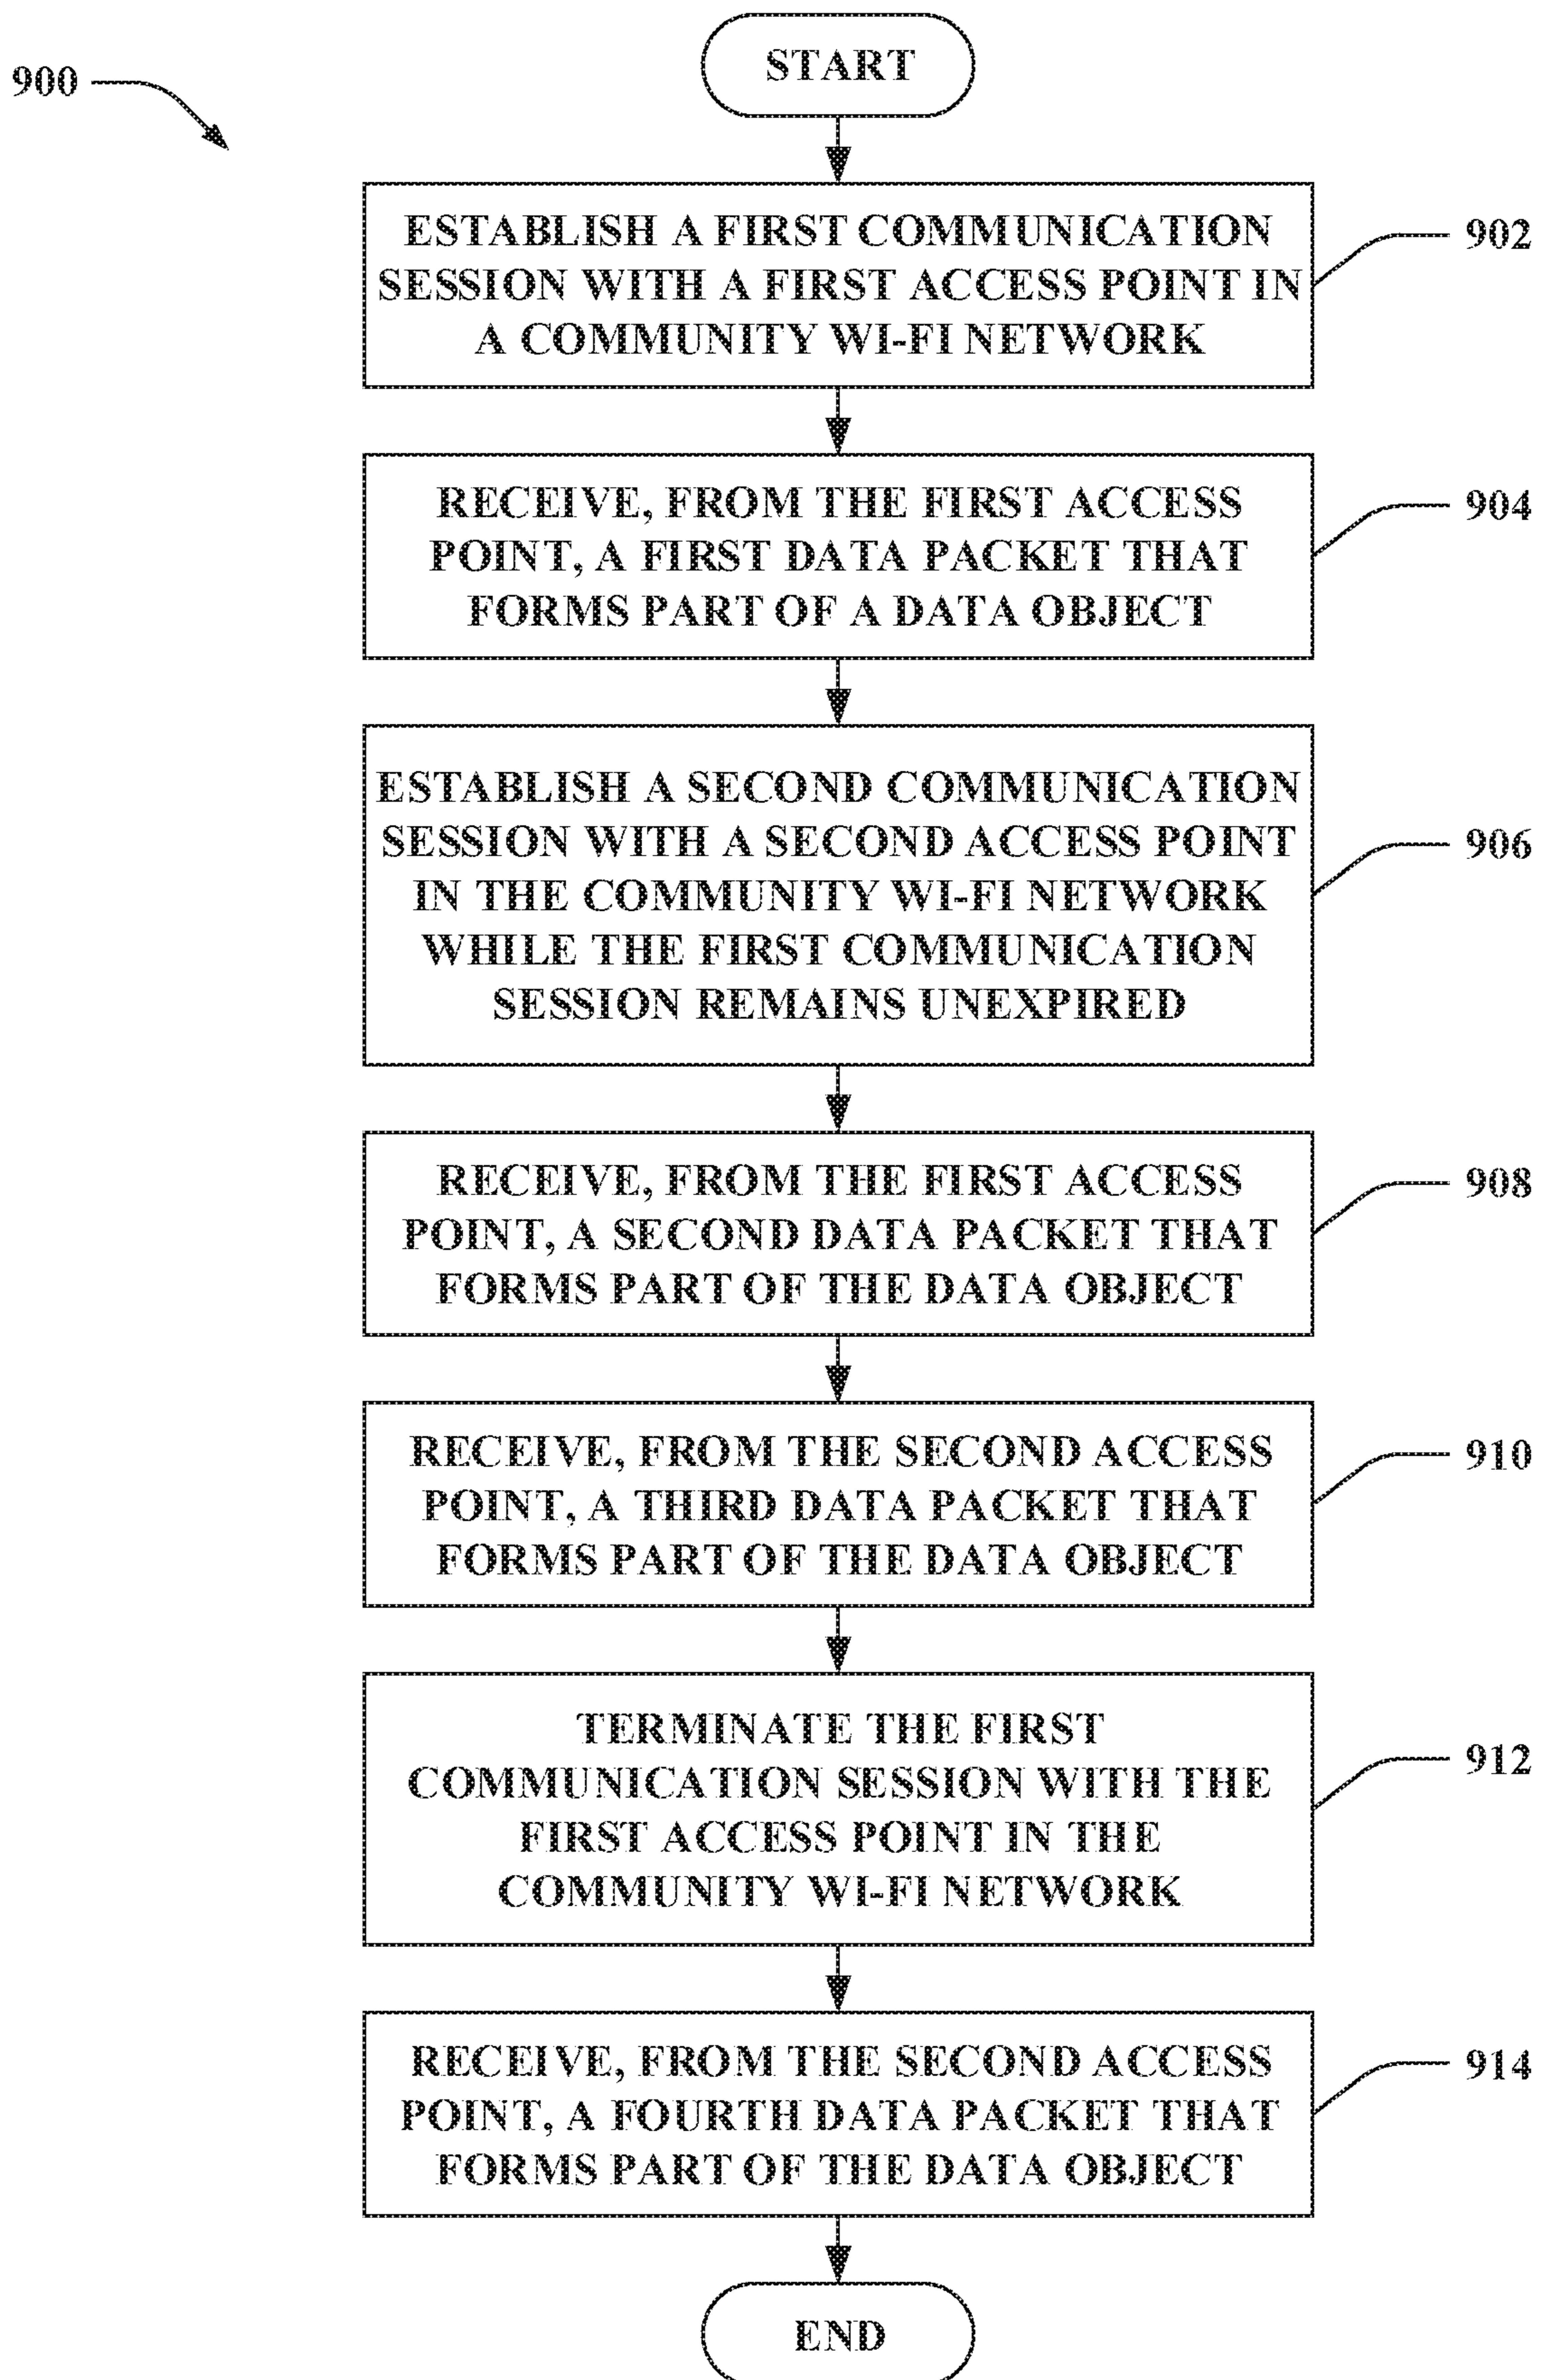 900
START
ESTABLISH A FIRST COMMUNICATION
SESSION WITH A FIRST ACCESS POINT IN
A COMMUNITY WI-FI NETWORK
902
RECEIVE, FROM THE FIRST ACCESS
POINT, A FIRST DATA PACKET THAT
FORMS PART OF A DATA OBJECT
904
ESTABLISH A SECOND COMMUNICATION
SESSION WITH A SECOND ACCESS POINT
IN THE COMMUNITY WI-FI NETWORK
WHILE THE FIRST COMMUNICATION
SESSION REMAINS UNEXPIRED
906
RECEIVE, FROM THE FIRST ACCESS
POINT, A SECOND DATA PACKET THAT
FORMS PART OF THE DATA OBJECT
908
RECEIVE, FROM THE SECOND ACCESS
POINT, A THIRD DATA PACKET THAT
FORMS PART OF THE DATA OBJECT
910
TERMINATE THE FIRST
COMMUNICATION SESSION WITH THE
FIRST ACCESS POINT IN THE
COMMUNITY WI-FI NETWORK
912
RECEIVE, FROM THE SECOND ACCESS
POINT, A FOURTH DATA PACKET THAT
FORMS PART OF THE DATA OBJECT
914
END